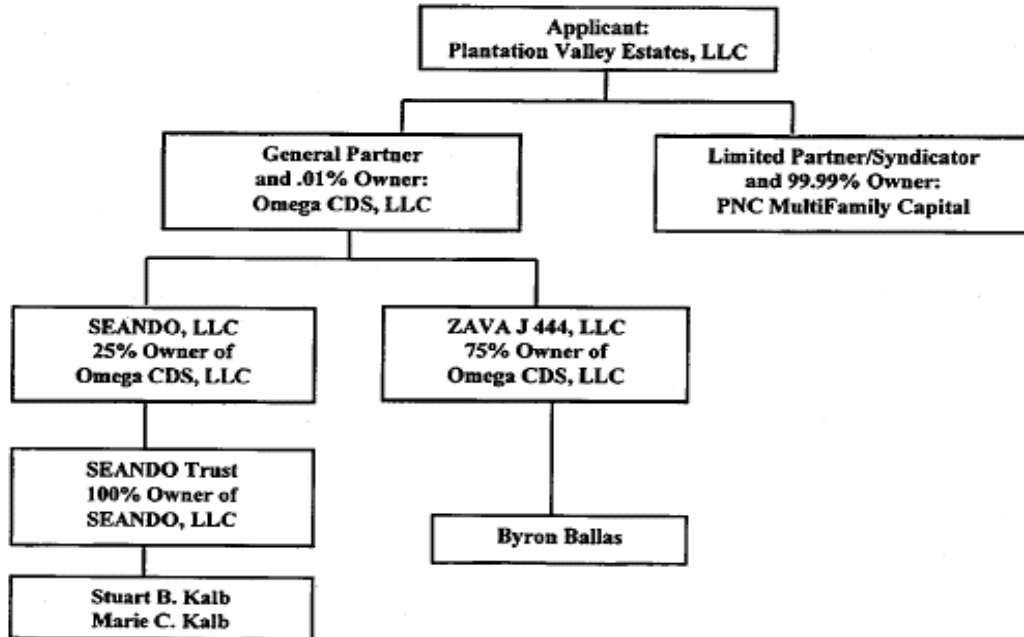 Applicant:
Plantation Valley Estates, LLC
General Partner
and .01% Owner:
Omega CDS, LLC
Limited Partner/Syndicator
and 99.99% Owner:
PNC MultiFamily Capital
SEANDO, LLC
25% Owner of
Omega CDS, LLC
ZAVA J 444, LLC
75% Owner of
Omega CDS, LLC
SEANDO Trust
100% Owner of
SEANDO, LLC
Byron Ballas
Stuart B. Kalb
Marie C. Kalb